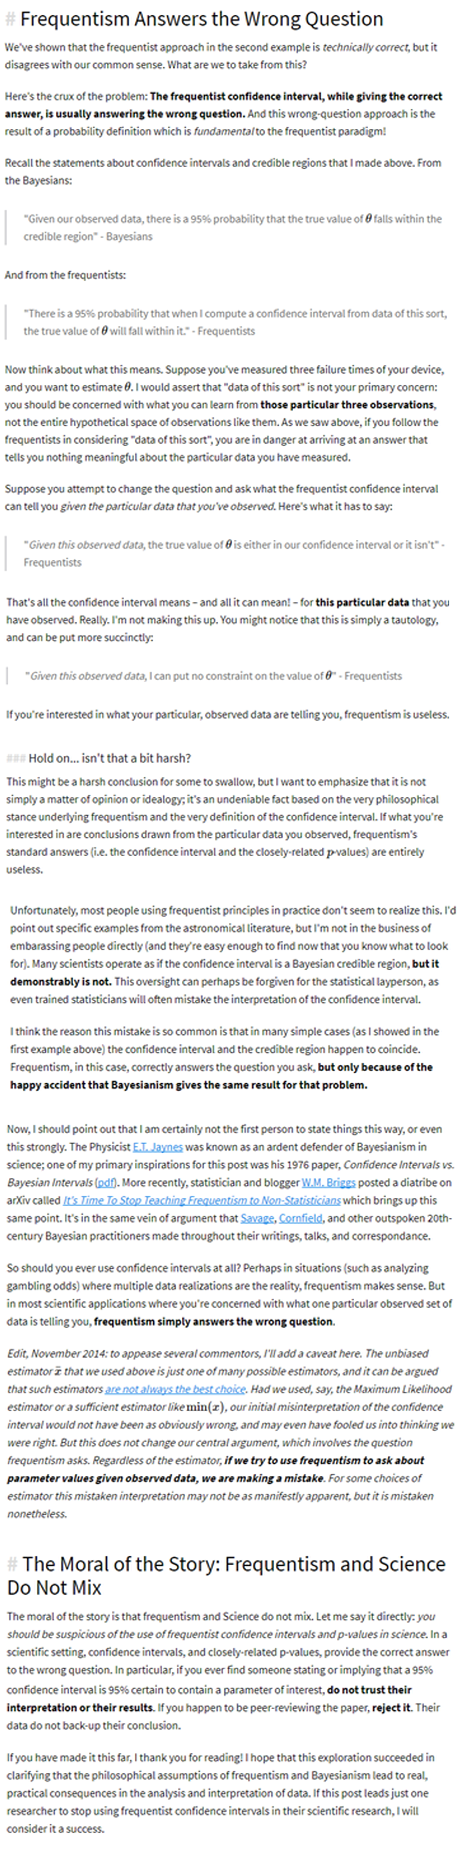 # Frequentism Answers the Wrong Question
We've shown that the frequentist approach in the second example is technically correct, but it
disagrees with our common sense. What are we to take from this?
Here's the crux of the problem: The frequentist confidence interval, while giving the correct
answer, is usually answering the wrong question. And this wrong-question approach is the
result of a probability definition which is fundamental to the frequentist paradigm!
Recall the statements about confidence intervals and credible regions that I made above. From
the Bayesians:
"Given our observed data, there is a 95% probability that the true value of θ falls within the
credible region" - Bayesians
And from the frequentists:
"There is a 95% probability that when I compute a confidence interval from data of this sort,
the true value of θ will fall within it." - Frequentists
Now think about what this means. Suppose you've measured three failure times of your device,
and you want to estimate θ. I would assert that "data of this sort" is not your primary concern:
you should be concerned with what you can learn from those particular three observations,
not the entire hypothetical space of observations like them. As we saw above, if you follow the
frequentists in considering "data of this sort", you are in danger at arriving at an answer that
tells you nothing meaningful about the particular data you have measured.
Suppose you attempt to change the question and ask what the frequentist confidence interval
can tell you given the particular data that you've observed. Here's what it has to say:
"Given this observed data, the true value of θ is either in our confidence interval or it isn't" -
Frequentists
That's all the confidence interval means – and all it can mean! – for this particular data that you
have observed. Really. I'm not making this up. You might notice that this is simply a tautology,
and can be put more succinctly:
"Given this observed data, I can put no constraint on the value of θ" - Frequentists
If you're interested in what your particular, observed data are telling you, frequentism is useless.
### Hold on... isn't that a bit harsh?
This might be a harsh conclusion for some to swallow, but I want to emphasize that it is not
simply a matter of opinion or idealogy; it's an undeniable fact based on the very philosophical
stance underlying frequentism and the very definition of the confidence interval. If what you're
interested in are conclusions drawn from the particular data you observed, frequentism's
standard answers (i.e. the confidence interval and the closely-related p-values) are entirely
useless.
Unfortunately, most people using frequentist principles in practice don't seem to realize this. I'd
point out specific examples from the astronomical literature, but I'm not in the business of
embarassing people directly (and they're easy enough to find now that you know what to look
for). Many scientists operate as if the confidence interval is a Bayesian credible region, but it
demonstrably is not. This oversight can perhaps be forgiven for the statistical layperson, as
even trained statisticians will often mistake the interpretation of the confidence interval.
I think the reason this mistake is so common is that in many simple cases (as I showed in the
first example above) the confidence interval and the credible region happen to coincide.
Frequentism, in this case, correctly answers the question you ask, but only because of the
happy accident that Bayesianism gives the same result for that problem.
Now, I should point out that I am certainly not the first person to state things this way, or even
this strongly. The Physicist E.T. Jaynes was known as an ardent defender of Bayesianism in
science; one of my primary inspirations for this post was his 1976 paper, Confidence Intervals vs.
Bayesian Intervals (pdf). More recently, statistician and blogger W.M. Briggs posted a diatribe on
arXiv called It's Time To Stop Teaching Frequentism to Non-Statisticians which brings up this
same point. It's in the same vein of argument that Savage, Cornfield, and other outspoken 20th-
century Bayesian practitioners made throughout their writings, talks, and correspondance.
So should you ever use confidence intervals at all? Perhaps in situations (such as analyzing
gambling odds) where multiple data realizations are the reality, frequentism makes sense. But
in most scientific applications where you're concerned with what one particular observed set of
data is telling you, frequentism simply answers the wrong question.
Edit, November 2014: to appease several commentors, I'll add a caveat here. The unbiased
estimator x̄ that we used above is just one of many possible estimators, and it can be argued
that such estimators are not always the best choice. Had we used, say, the Maximum Likelihood
estimator or a sufficient estimator like min(x), our initial misinterpretation of the confidence
interval would not have been as obviously wrong, and may even have fooled us into thinking we
were right. But this does not change our central argument, which involves the question
frequentism asks. Regardless of the estimator, if we try to use frequentism to ask about
parameter values given observed data, we are making a mistake. For some choices of
estimator this mistaken interpretation may not be as manifestly apparent, but it is mistaken
nonetheless.
# The Moral of the Story: Frequentism and Science
Do Not Mix
The moral of the story is that frequentism and Science do not mix. Let me say it directly: you
should be suspicious of the use of frequentist confidence intervals and p-values in science. In a
scientific setting, confidence intervals, and closely-related p-values, provide the correct answer
to the wrong question. In particular, if you ever find someone stating or implying that a 95%
confidence interval is 95% certain to contain a parameter of interest, do not trust their
interpretation or their results. If you happen to be peer-reviewing the paper, reject it. Their
data do not back-up their conclusion.
If you have made it this far, I thank you for reading! I hope that this exploration succeeded in
clarifying that the philosophical assumptions of frequentism and Bayesianism lead to real,
practical consequences in the analysis and interpretation of data. If this post leads just one
researcher to stop using frequentist confidence intervals in their scientific research, I will
consider it a success.